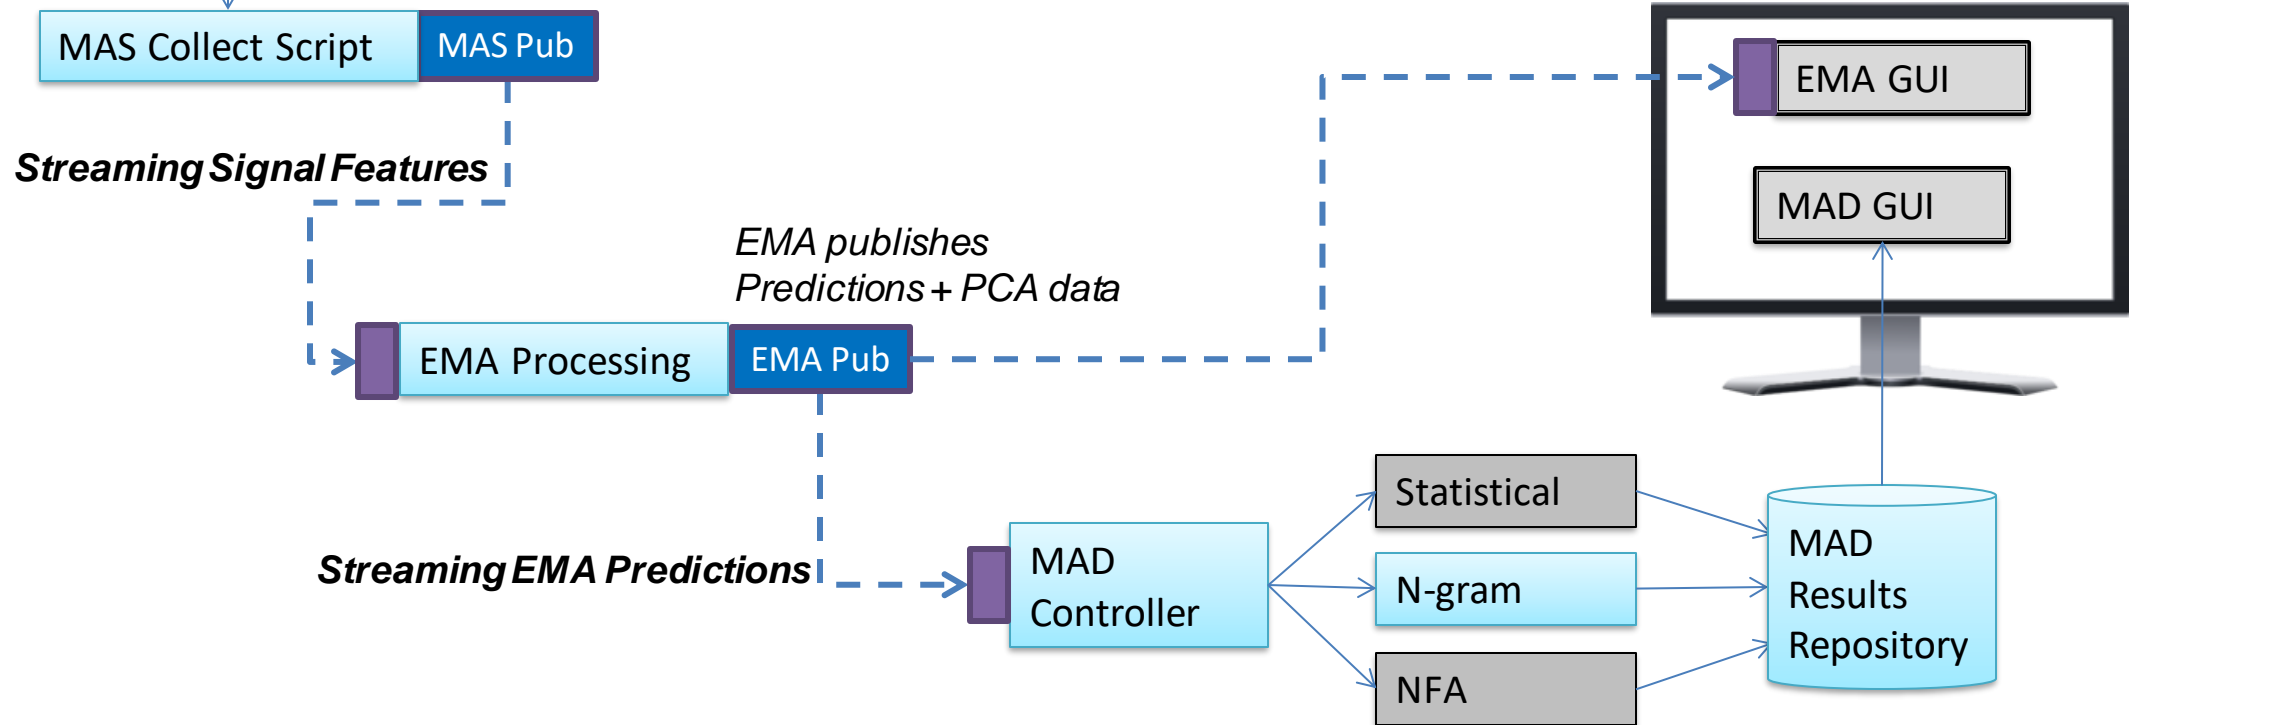 MAS Collect Script
MAS Pub
EMA GUI
Streaming Signal Features
MAD GUI
EMA publishes
Predictions + PCA data
EMA Processing
EMA Pub
Statistical
MAD
Controller
Streaming EMA Predictions
N-gram
NFA
MAD
Results
Repository